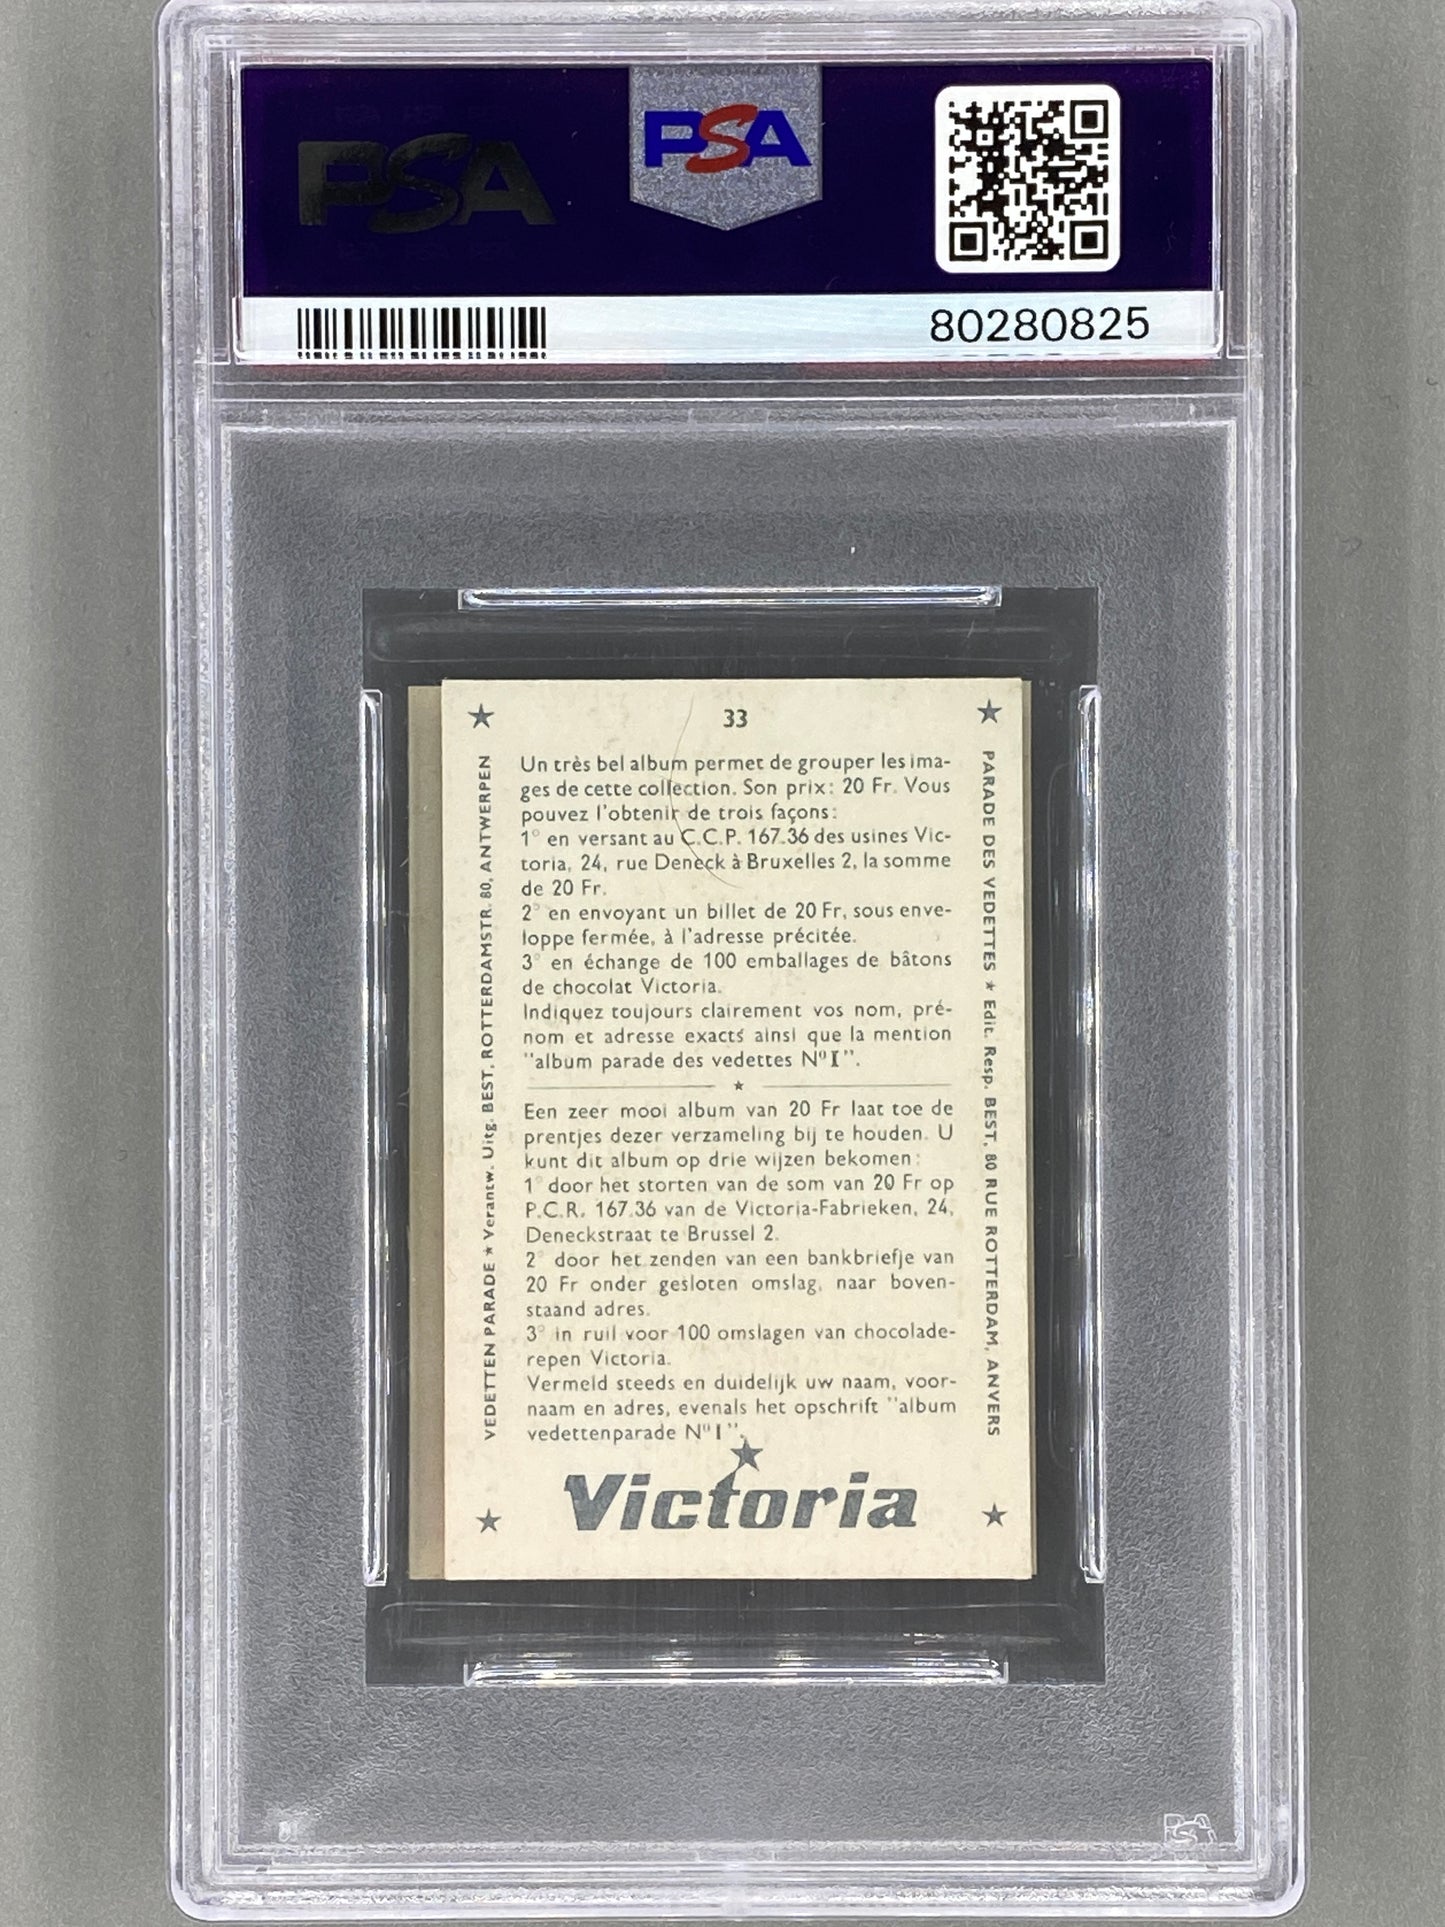 PSA
PSA
80280825
33
Un très bel album permet de grouper les ima-
ges de cette collection. Son prix: 20 Fr. Vous
pouvez l'obtenir de trois façons:
1° en versant au C.C.P. 167.36 des usines Vic-
toria, 24, rue Deneck à Bruxelles 2, la somme
de 20 Fr.
2° en envoyant un billet de 20 Fr, sous enve-
loppe fermée, à l'adresse précitée.
3° en échange de 100 emballages de bâtons
de chocolat Victoria.
Indiquez toujours clairement vos nom, pré-
nom et adresse exacts ainsi que la mention
"album parade des vedettes N° I".
Een zeer mooi album van 20 Fr laat toe de
prentjes dezer verzameling bij te houden. U
kunt dit album op drie wijzen bekomen:
1° door het storten van de som van 20 Fr op
P.C.R. 167.36 van de Victoria-Fabrieken, 24,
Deneckstraat te Brussel 2.
2° door het zenden van een bankbriefje van
20 Fr onder gesloten omslag, naar boven-
staand adres.
3° in ruil voor 100 omslagen van chocolade-
repen Victoria.
Vermeld steeds en duidelijk uw naam, voor-
naam en adres, evenals het opschrift "album
vedettenparade N° I".
Victoria
VEDETTEN PARADE ★ Verantw. Uitg. BEST, ROTTERDAMSTR. 80, ANTWERPEN
PARADE DES VEDETTES ★ Edit. Resp. BEST, 80 RUE ROTTERDAM, ANVERS
PSA